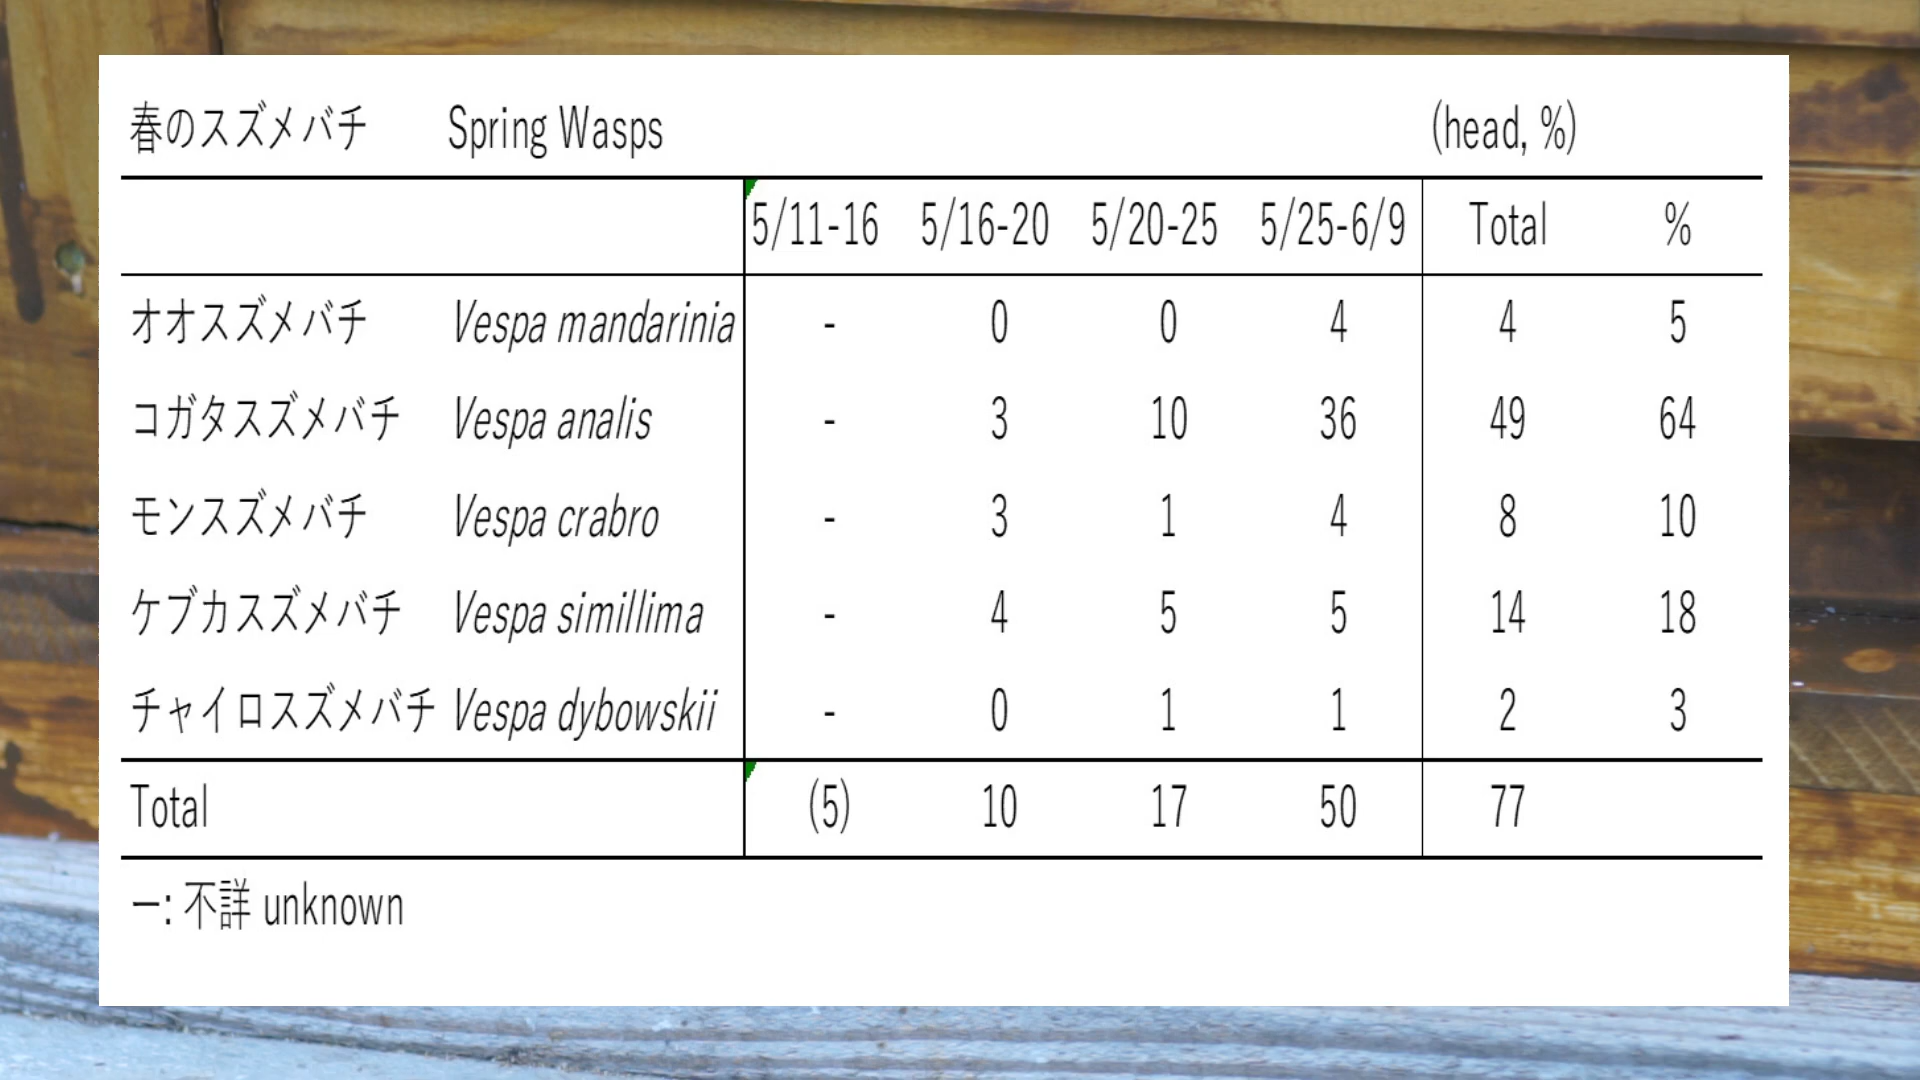 春のスズメバチ Spring Wasps (head, %)
5/11-16 5/16-20 5/20-25 5/25-6/9 Total %
オオスズメバチ Vespa mandarinia - 0 0 4 4 5
コガタスズメバチ Vespa analis - 3 10 36 49 64
モンスズメバチ Vespa crabro - 3 1 4 8 10
ケブカスズメバチ Vespa simillima - 4 5 5 14 18
チャイロスズメバチ Vespa dybowskii - 0 1 1 2 3
Total (5) 10 17 50 77
ー: 不詳 unknown